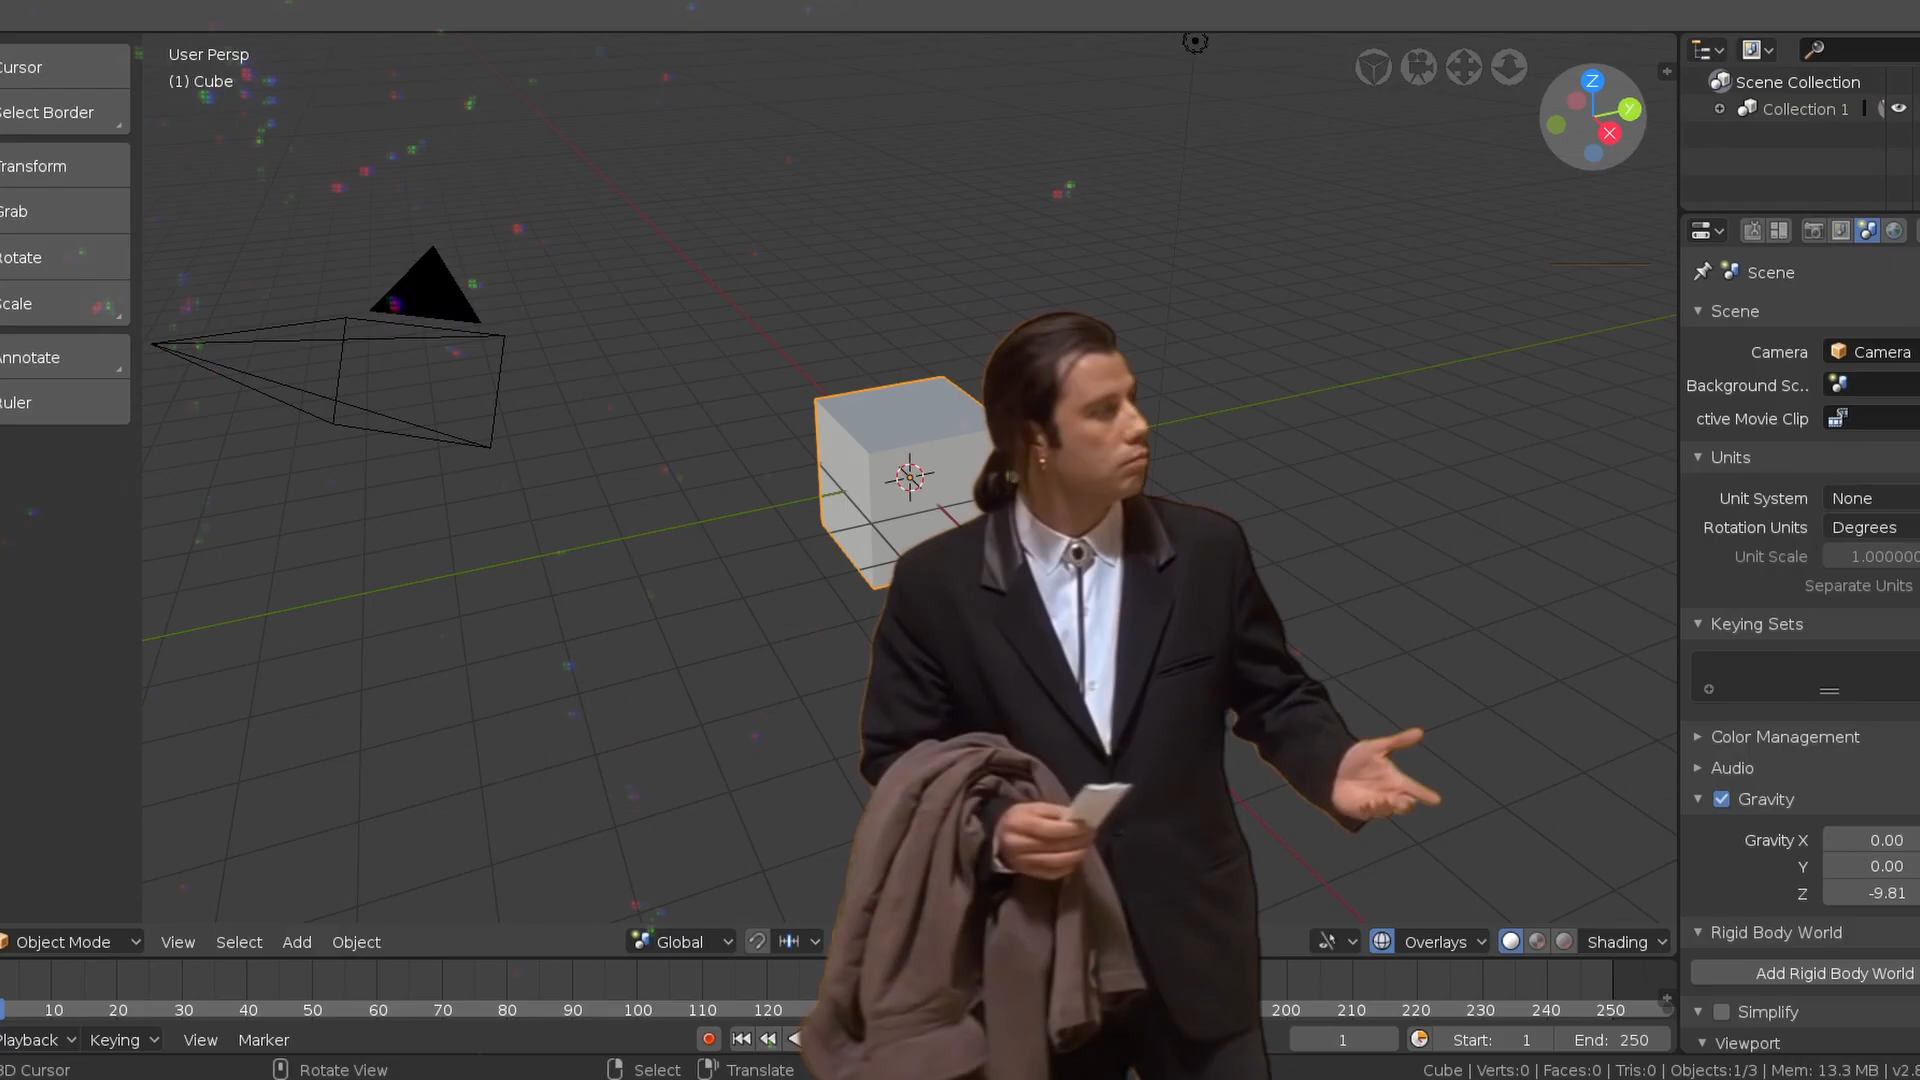 User Persp
(1) Cube
Cursor
Select Border
Transform
Grab
Rotate
Scale
Annotate
Ruler
Z
Y
X
Scene Collection
Collection 1
Scene
Scene
Camera Camera
Background Sc..
ctive Movie Clip
Units
Unit System None
Rotation Units Degrees
Unit Scale 1.000000
Separate Units
Keying Sets
Color Management
Audio
Gravity
Gravity X 0.00
Y 0.00
Z -9.81
Rigid Body World
Add Rigid Body World
Simplify
Viewport
Object Mode View Select Add Object Global Overlays Shading
10 20 30 40 50 60 70 80 90 100 110 120 200 210 220 230 240 250
Playback Keying View Marker 1 Start: 1 End: 250
3D Cursor Rotate View Select Translate Cube | Verts:0 | Faces:0 | Tris:0 | Objects:1/3 | Mem: 13.3 MB | v2.8